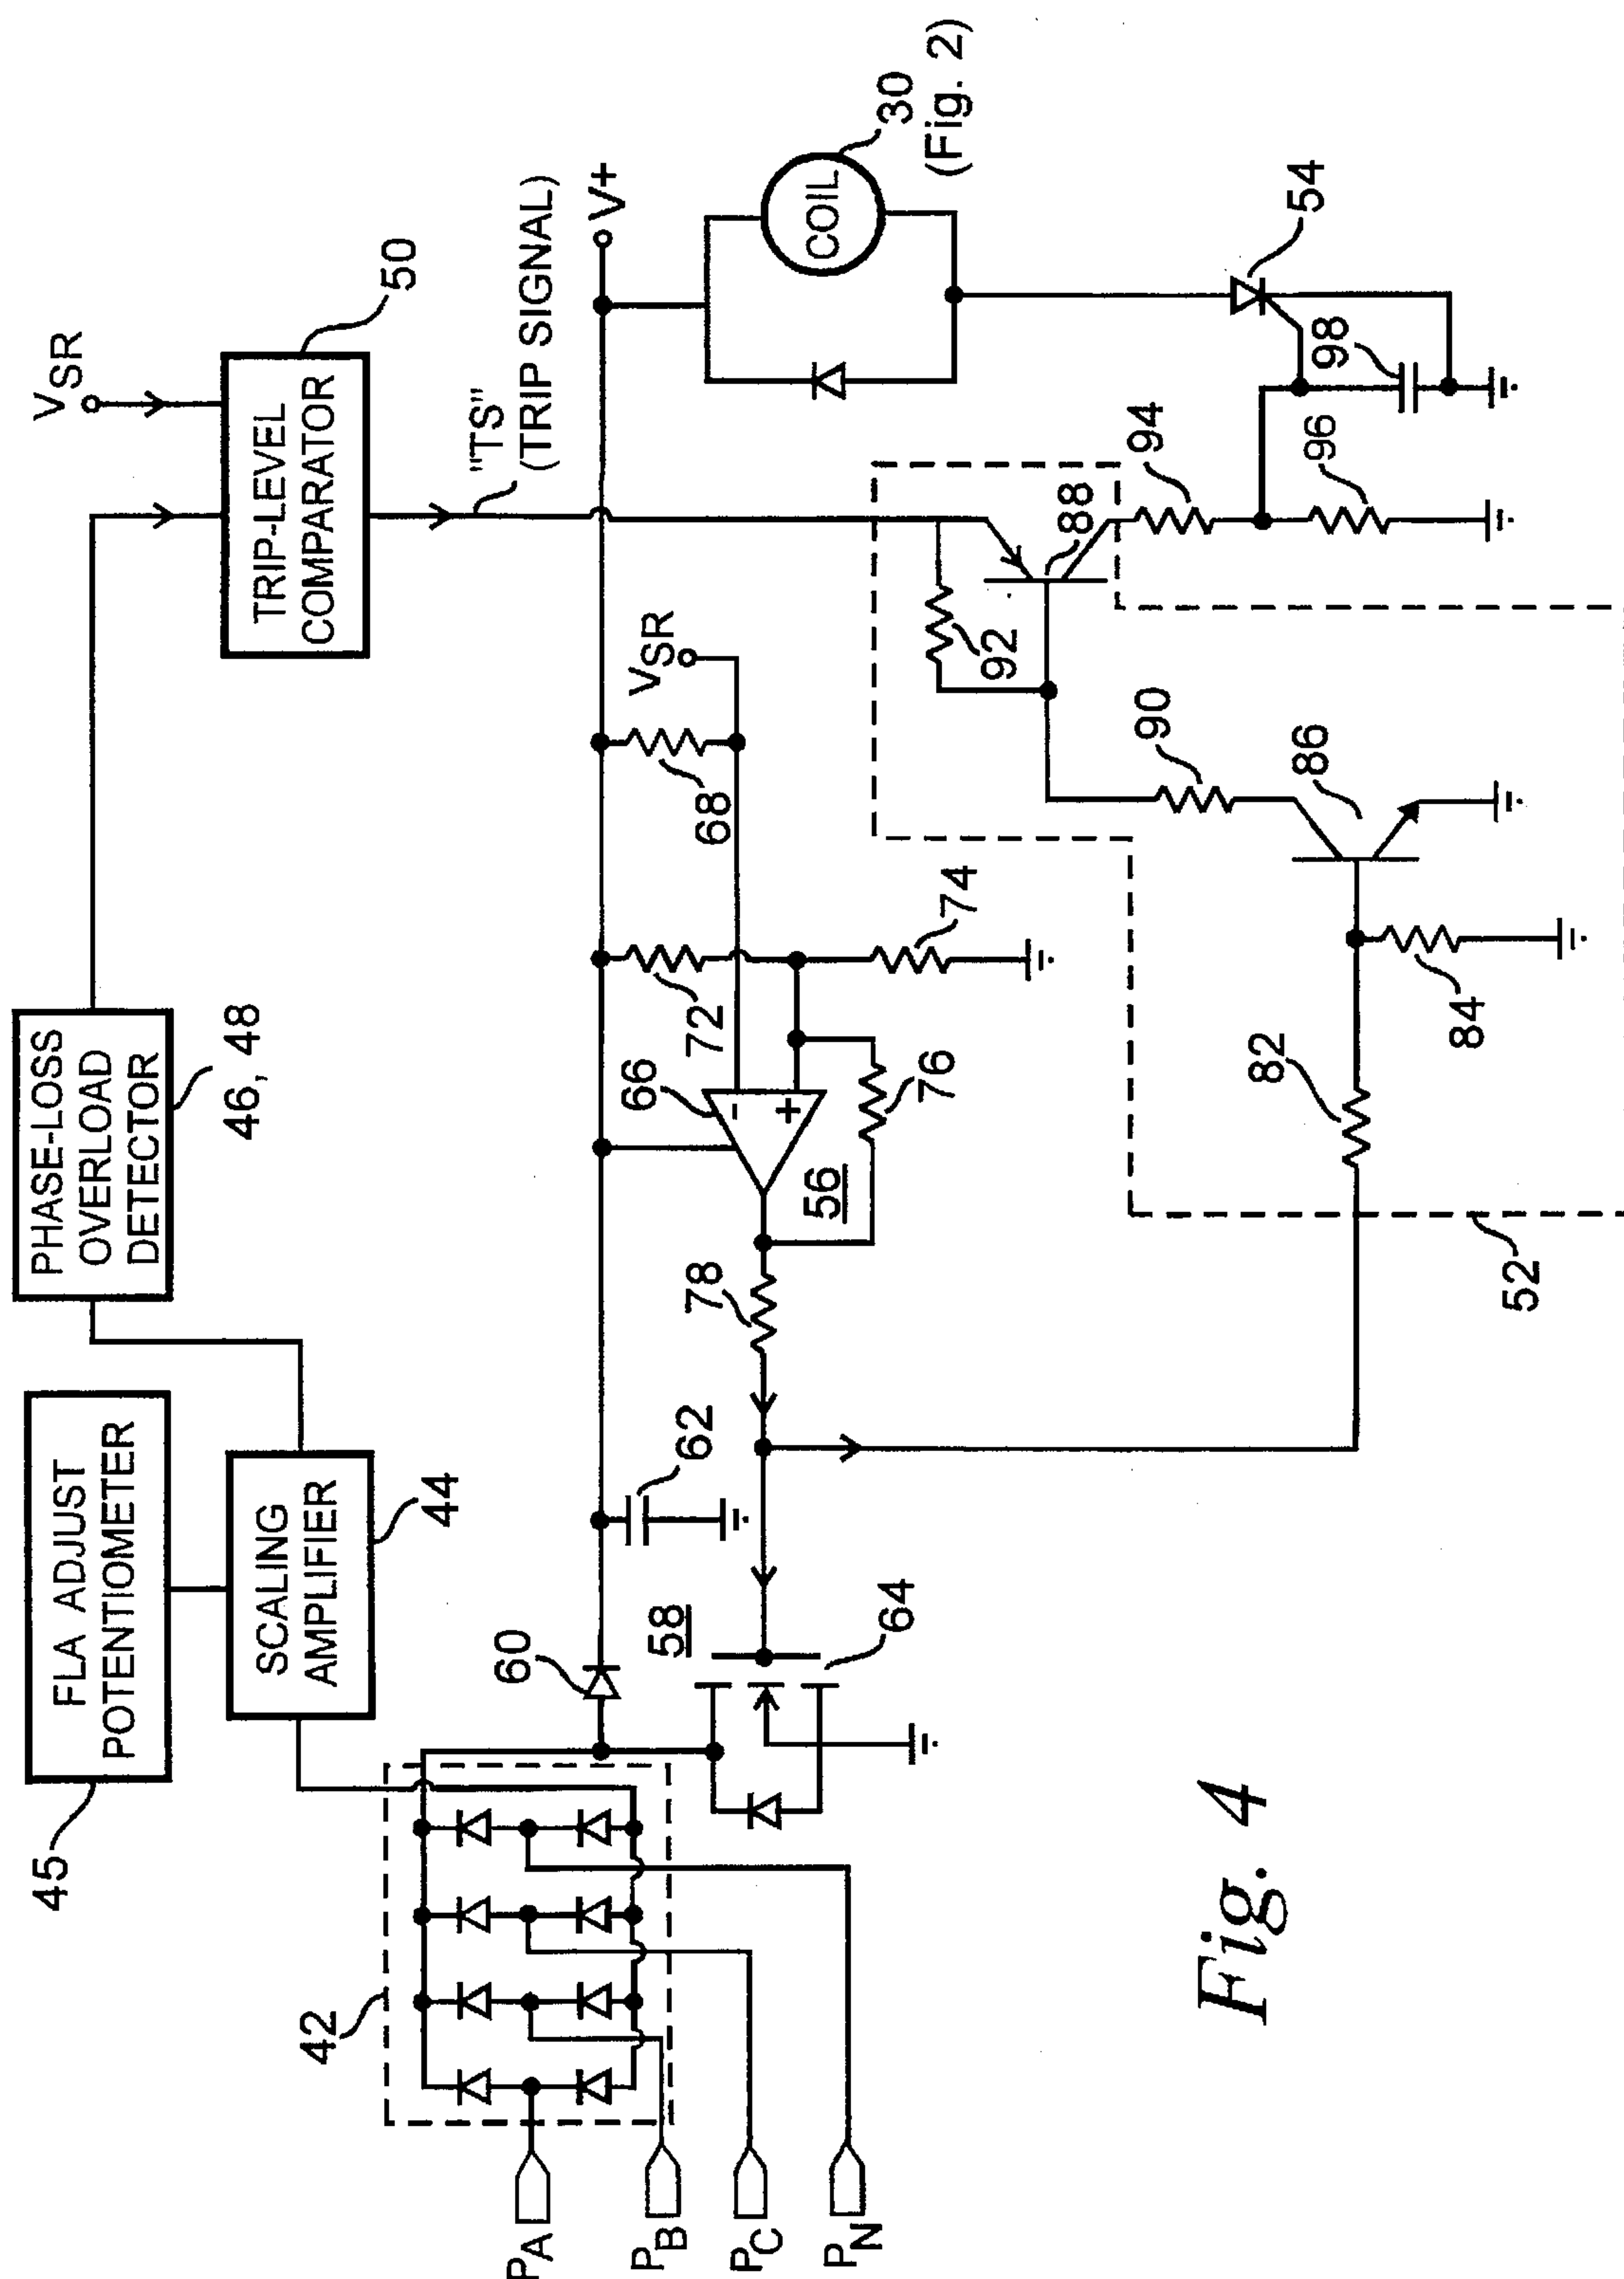 45
FLA ADJUST
POTENTIOMETER
PHASE-LOSS
OVERLOAD
DETECTOR
46, 48
SCALING
AMPLIFIER
44
TRIP-LEVEL
COMPARATOR
50
VSR
"TS"
(TRIP SIGNAL)
V+
42
60
62
58
64
78
56
66
-
+
76
72
74
68
VSR
COIL
30
(Fig. 2)
92
88
94
96
98
54
90
86
82
84
52
PA
PB
PC
PN
Fig. 4